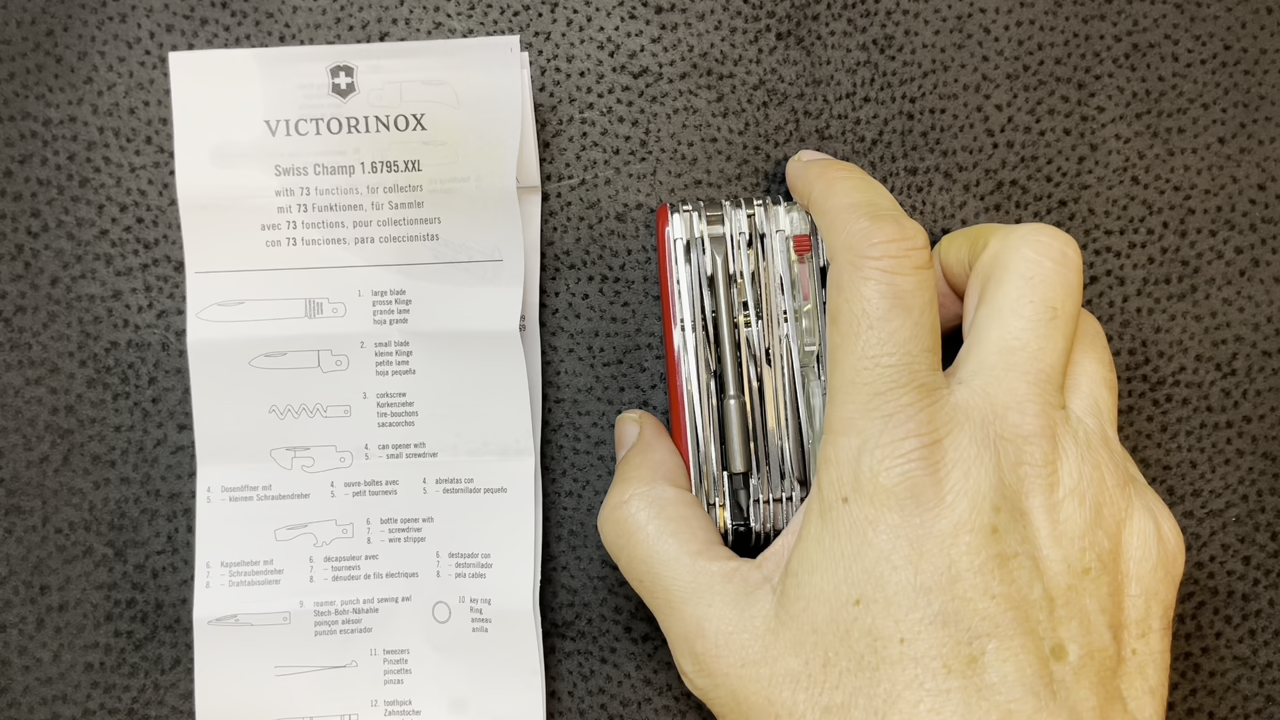 VICTORINOX
Swiss Champ 1.6795.XXL
with 73 functions, for collectors
mit 73 Funktionen, für Sammler
avec 73 fonctions, pour collectionneurs
con 73 funciones, para coleccionistas
1. large blade
grosse Klinge
grande lame
hoja grande
2. small blade
kleine Klinge
petite lame
hoja pequeña
3. corkscrew
Korkenzieher
tire-bouchons
sacacorchos
4. can opener with
5. – small screwdriver
4. Dosenöffner mit
5. – kleinem Schraubendreher
4. ouvre-boîtes avec
5. – petit tournevis
4. abrelatas con
5. – destornillador pequeño
6. bottle opener with
7. – screwdriver
8. – wire stripper
6. Kapselheber mit
7. – Schraubendreher
8. – Drahtabisolierer
6. décapsuleur avec
7. – tournevis
8. – dénudeur de fils électriques
6. destapador con
7. – destornillador
8. – pela cables
9. reamer, punch and sewing awl
Stech-Bohr-Nähahle
poinçon alésoir
punzón escariador
10. key ring
Ring
anneau
anilla
11. tweezers
Pinzette
pincettes
pinzas
12. toothpick
Zahnstocher